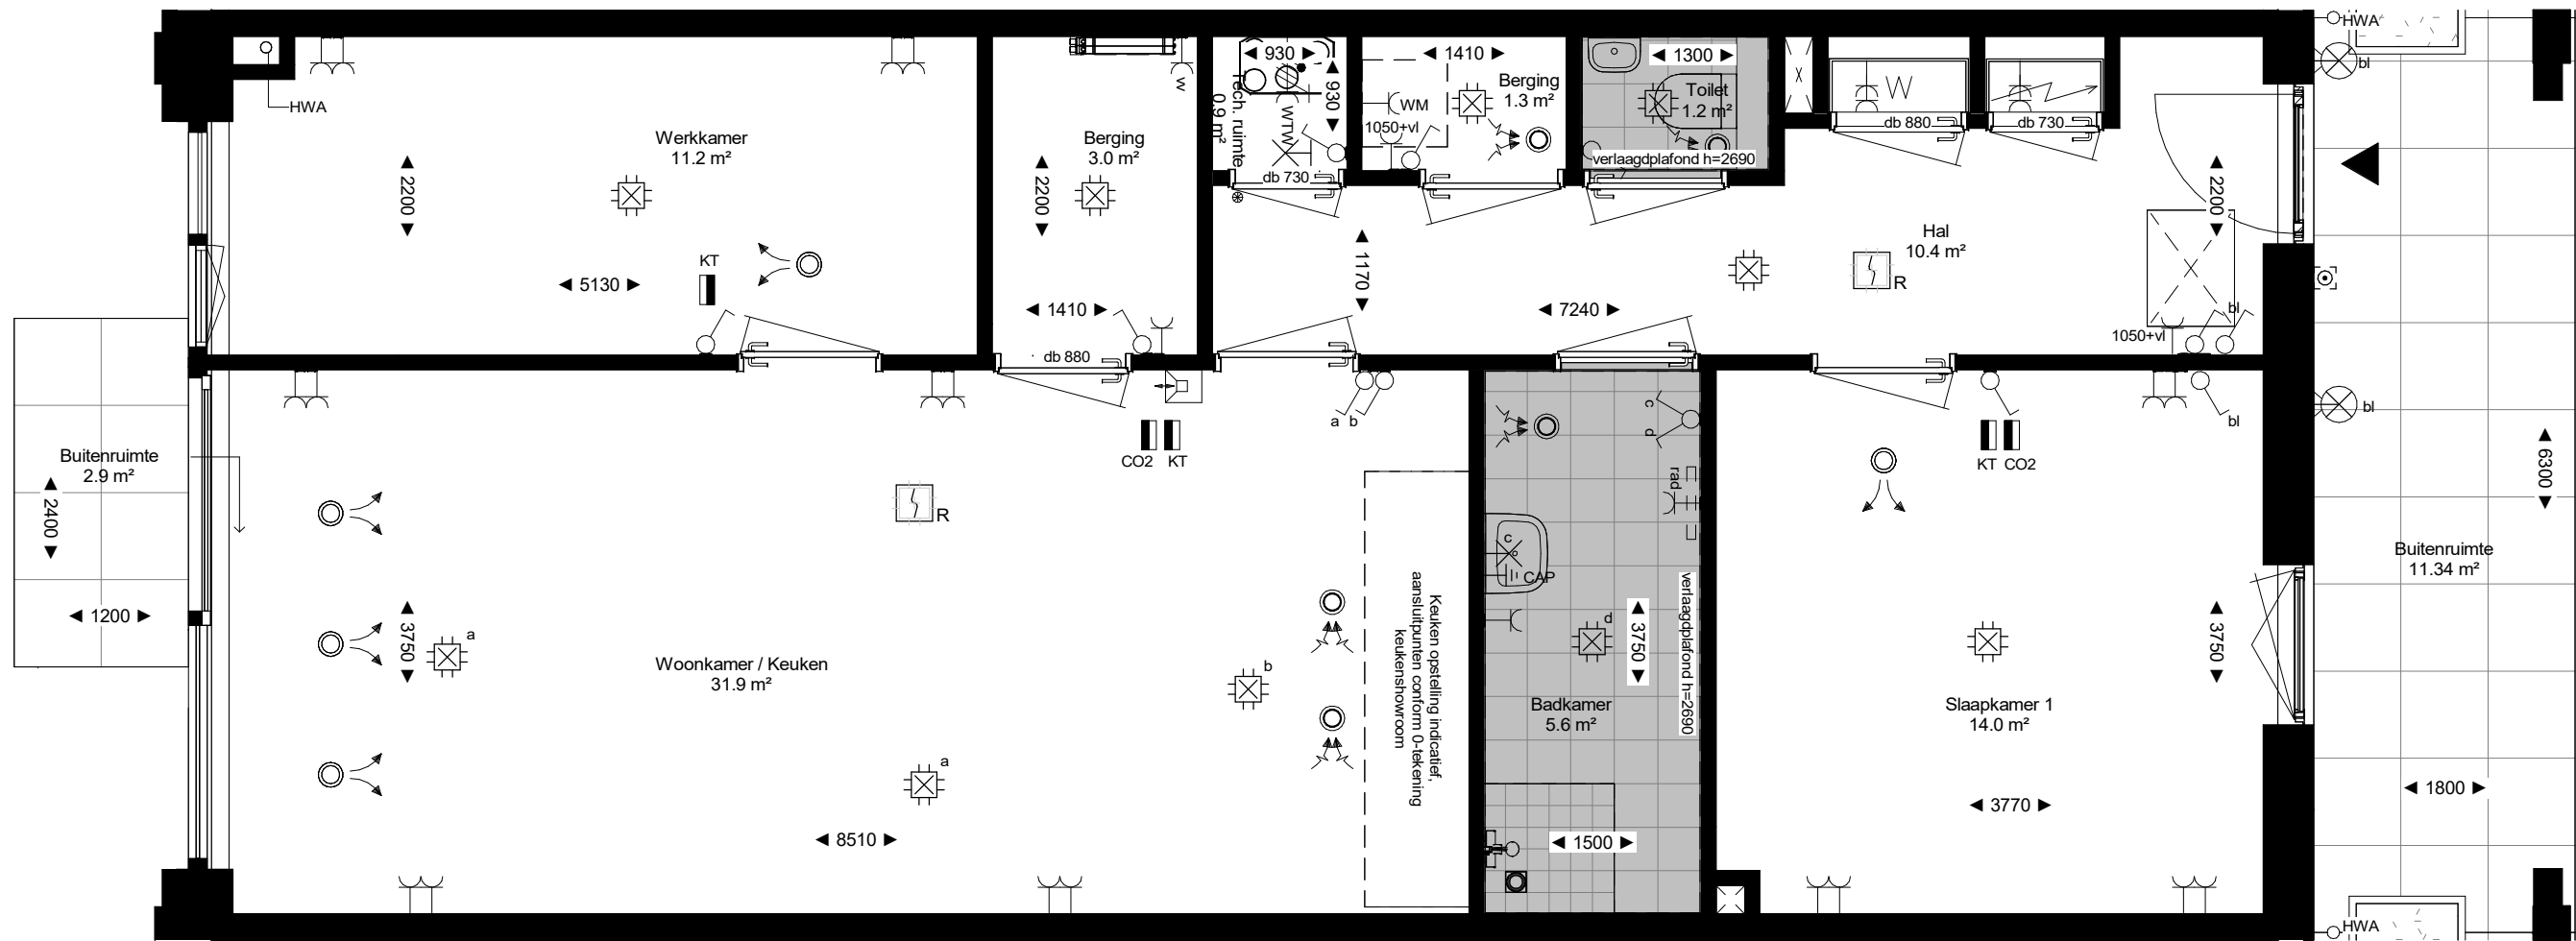 HWA
Werkkamer
11.2 m²
2200
5130
KT
Berging
3.0 m²
2200
1410
w
db 880
930
930
Tech. ruimte
0.9 m²
WTW
db 730
1410
Berging
1.3 m²
WM
1050+vl
1300
Toilet
1.2 m²
verlaagdplafond h=2690
W
db 880
db 730
Hal
10.4 m²
R
1170
7240
2200
1050+vl
bl
HWA
bl
bl
Buitenruimte
2.9 m²
2400
1200
Woonkamer / Keuken
31.9 m²
3750
8510
a
a
b
R
CO2
KT
a
b
Keuken opstelling indicatief,
aansluitpunten conform 0-tekening
keukenshowroom
c
d
rad
c
CAP
d
3750
verlaagdplafond h=2690
Badkamer
5.6 m²
1500
KT
CO2
bl
Slaapkamer 1
14.0 m²
3750
3770
6300
Buitenruimte
11.34 m²
1800
HWA